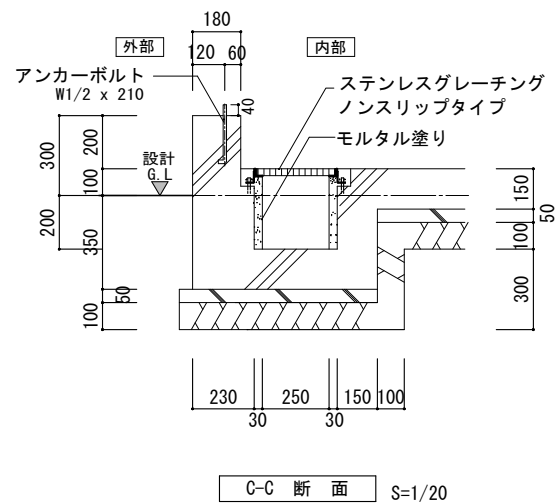 180
外部
内部
120 60
アンカーボルト
W1/2 x 210
40
ステンレスグレーチング
ノンスリップタイプ
モルタル塗り
設計
G.L
300
200
200
100
350
50
100
150
50
100
300
230
30
250
30
150
100
C-C 断 面
S=1/20